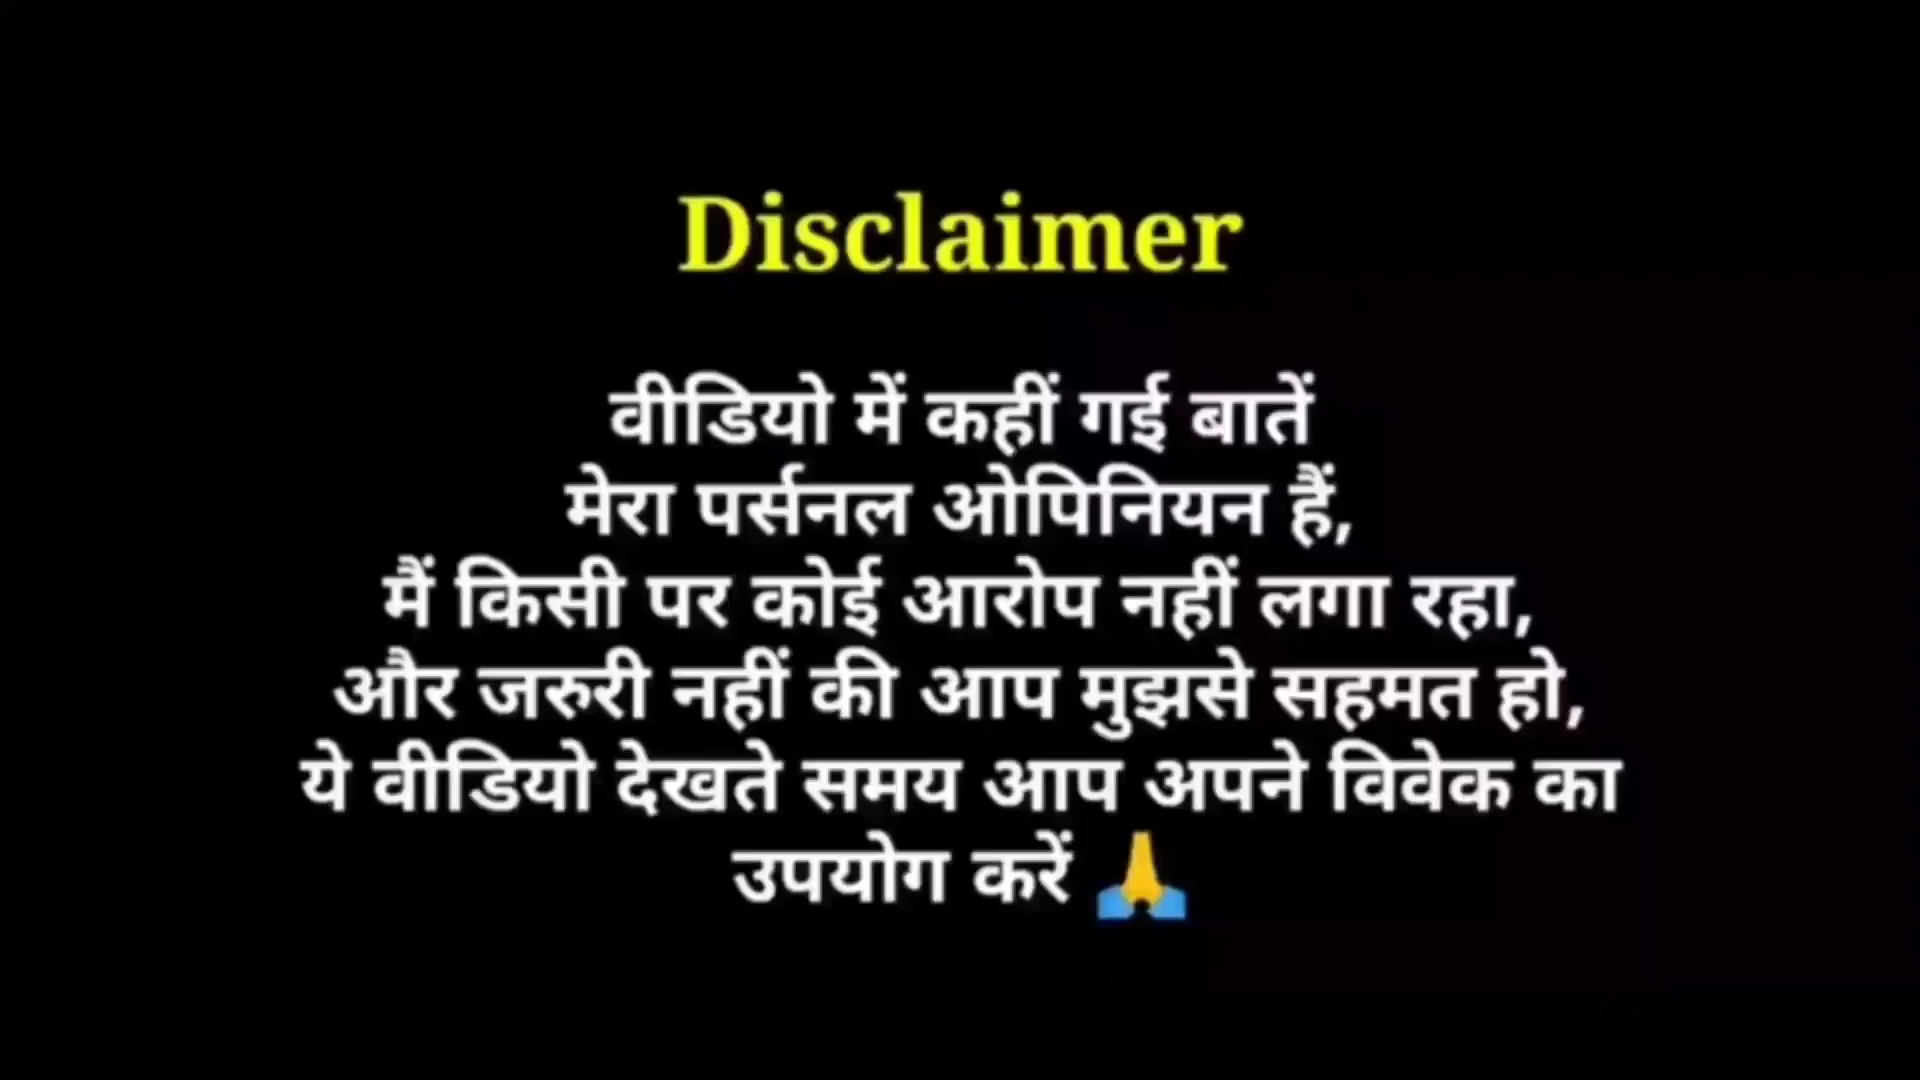 Disclaimer
वीडियो में कहीं गई बातें
मेरा पर्सनल ओपिनियन हैं,
मैं किसी पर कोई आरोप नहीं लगा रहा,
और जरुरी नहीं की आप मुझसे सहमत हो,
ये वीडियो देखते समय आप अपने विवेक का
उपयोग करें 🙏